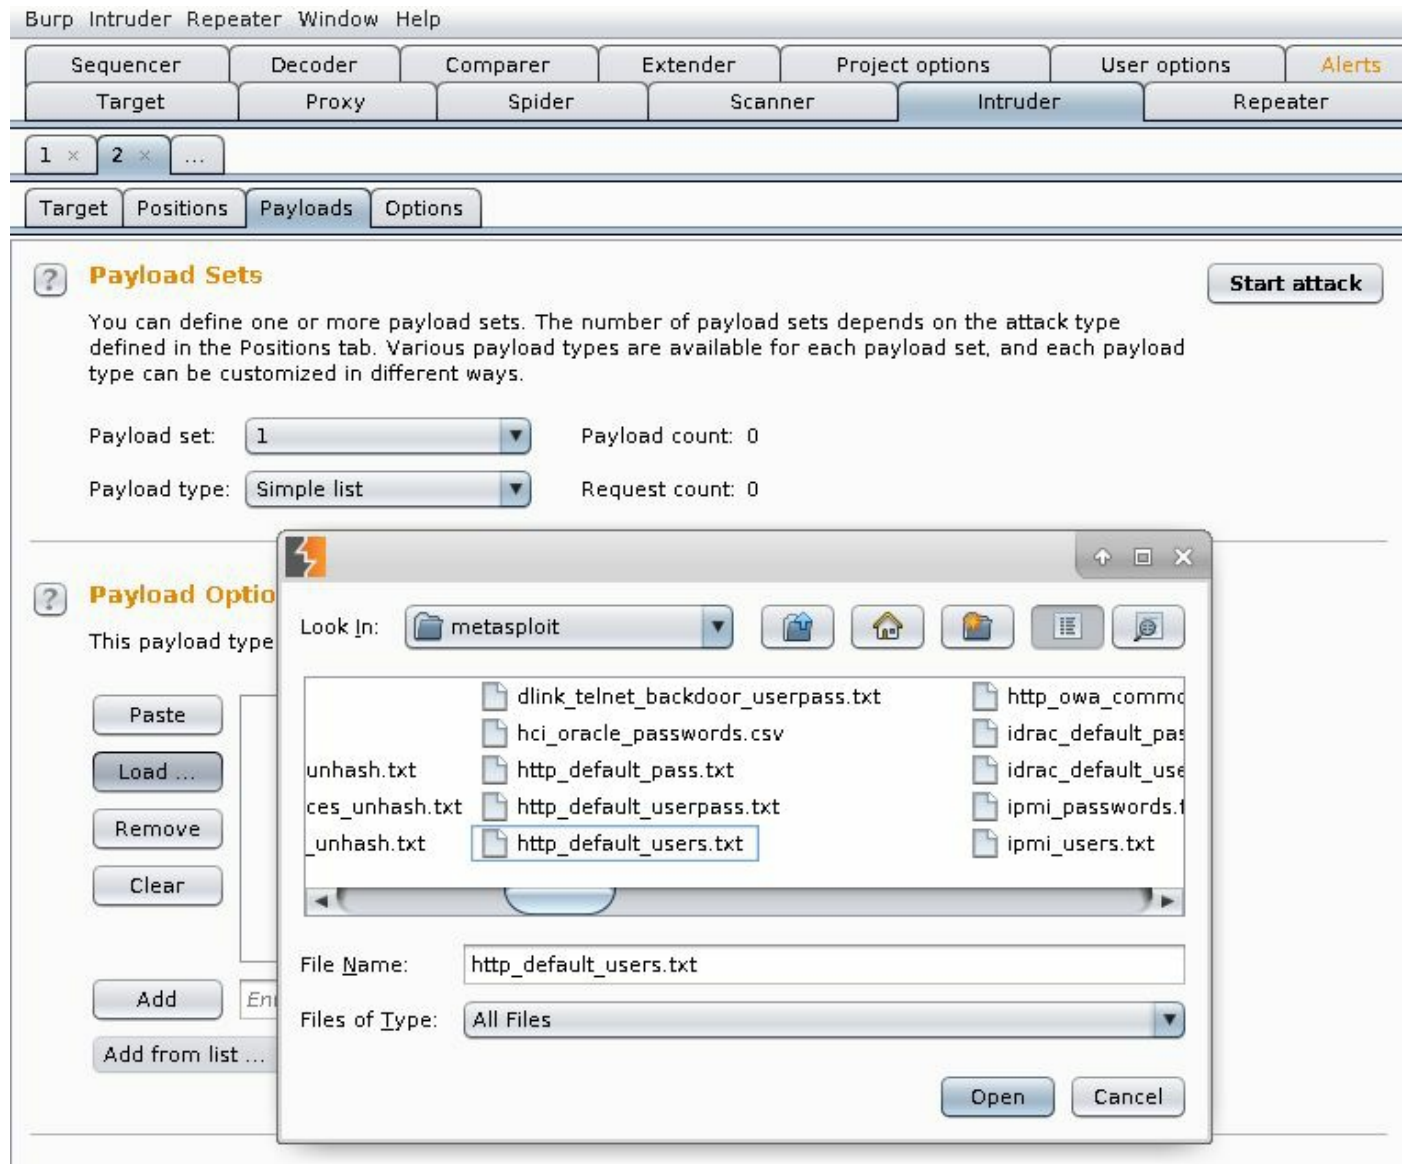 Burp Intruder Repeater Window Help
Sequencer Decoder Comparer Extender Project options User options Alerts
Target Proxy Spider Scanner Intruder Repeater
1 × 2 × ...
Target Positions Payloads Options
? Payload Sets Start attack
You can define one or more payload sets. The number of payload sets depends on the attack type
defined in the Positions tab. Various payload types are available for each payload set, and each payload
type can be customized in different ways.
Payload set: 1 Payload count: 0
Payload type: Simple list Request count: 0
? Payload Optio
This payload type
Look In: metasploit
dlink_telnet_backdoor_userpass.txt http_owa_commo
Paste
hci_oracle_passwords.csv idrac_default_pas
Load ... unhash.txt http_default_pass.txt idrac_default_use
ces_unhash.txt http_default_userpass.txt ipmi_passwords.t
Remove
_unhash.txt http_default_users.txt ipmi_users.txt
Clear
File Name: http_default_users.txt
Add En
Files of Type: All Files
Add from list ...
Open Cancel